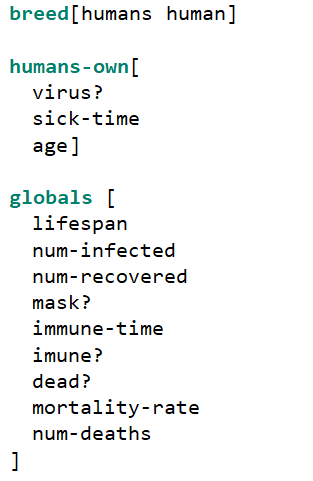 breed[humans human]
humans-own[
virus?
sick-time
age]
globals [
lifespan
num-infected
num-recovered
mask?
immune-time
imune?
dead?
mortality-rate
num-deaths
]